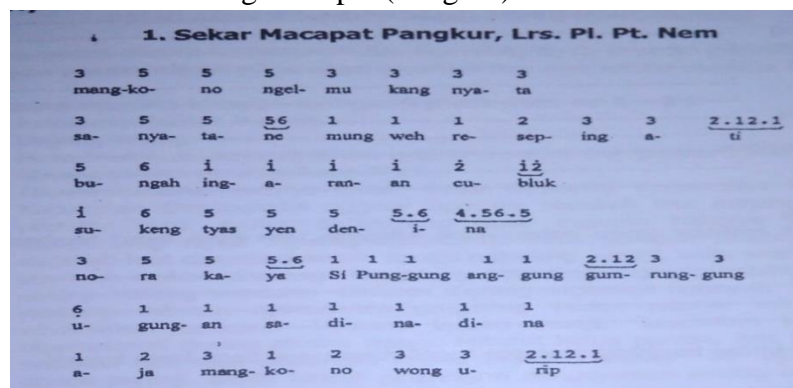 1. Sekar Macapat Pangkur, Lrs. Pl. Pt. Nem
3 5 5 5 3 3 3 3
mang-ko- no ngel- mu kang nya- ta
3 5 5 56 1 1 1 2 3 3 2.12.1
sa- nya- ta- ne mung weh re- sep- ing a- ti
5 6 i̇ i̇ i̇ i̇ 2̇ i̇2̇
bu- ngah ing- a- ran- an cu- bluk
i̇ 6 5 5 5 5.6 4.56.5
su- keng tyas yen den- i- na
3 5 5 5.6 1 1 1 1 1 2.12 3 3
no- ra ka- ya Si Pung-gung ang- gung gum- rung- gung
6̣ 1 1 1 1 1 1 1
u- gung- an sa- di- na- di- na
1 2 3 1 2 3 3 2.12.1
a- ja mang- ko- no wong u- rip